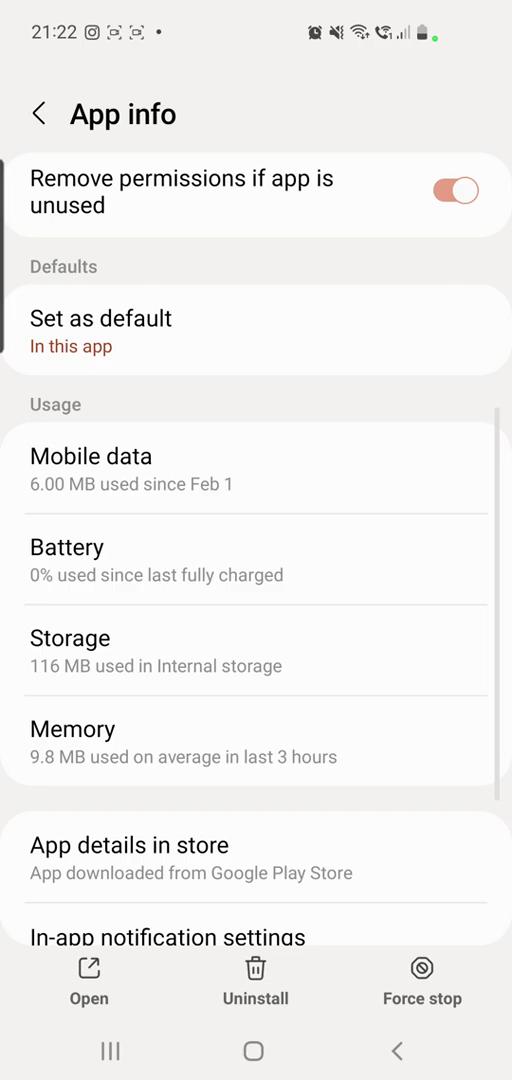 21:22
App info
Remove permissions if app is
unused
Defaults
Set as default
In this app
Usage
Mobile data
6.00 MB used since Feb 1
Battery
0% used since last fully charged
Storage
116 MB used in Internal storage
Memory
9.8 MB used on average in last 3 hours
App details in store
App downloaded from Google Play Store
In-app notification settings
Open
Uninstall
Force stop